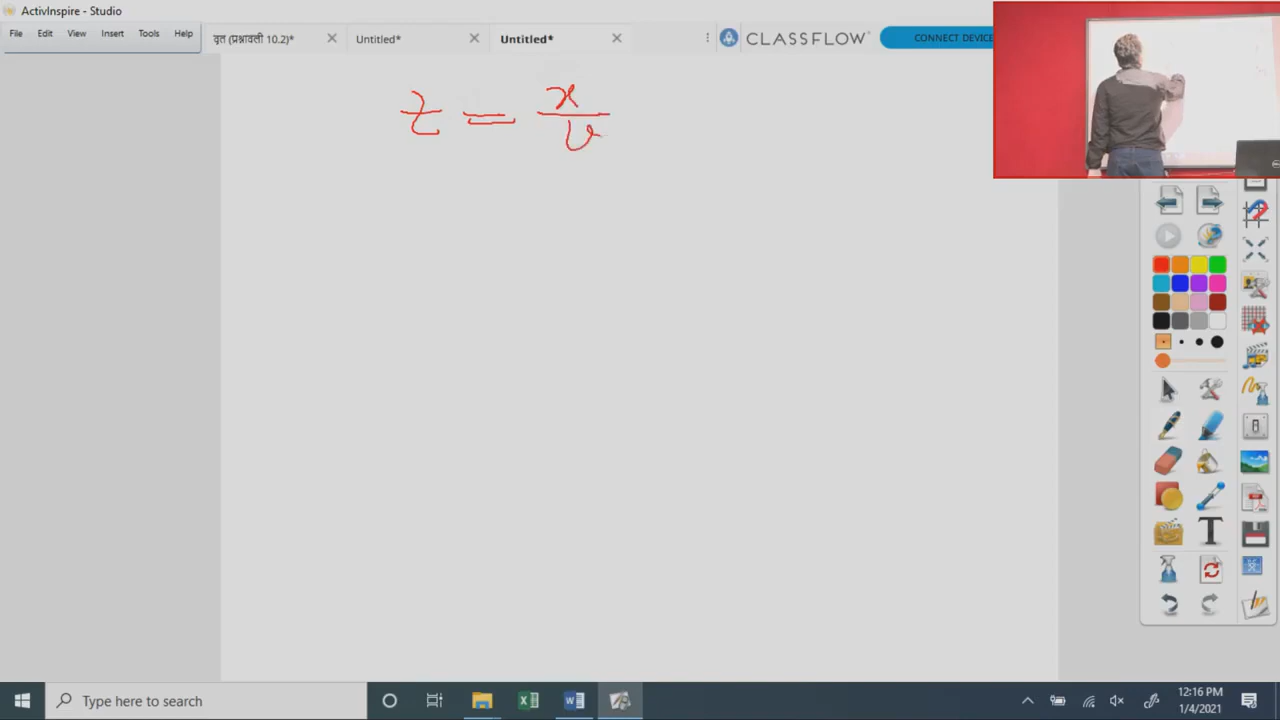 ActivInspire - Studio
File Edit View Insert Tools Help
वृत (प्रश्नावली 10.2)* Untitled* Untitled*
CLASSFLOW CONNECT DEVICE
z = x/v
T
Type here to search
12:16 PM
1/4/2021